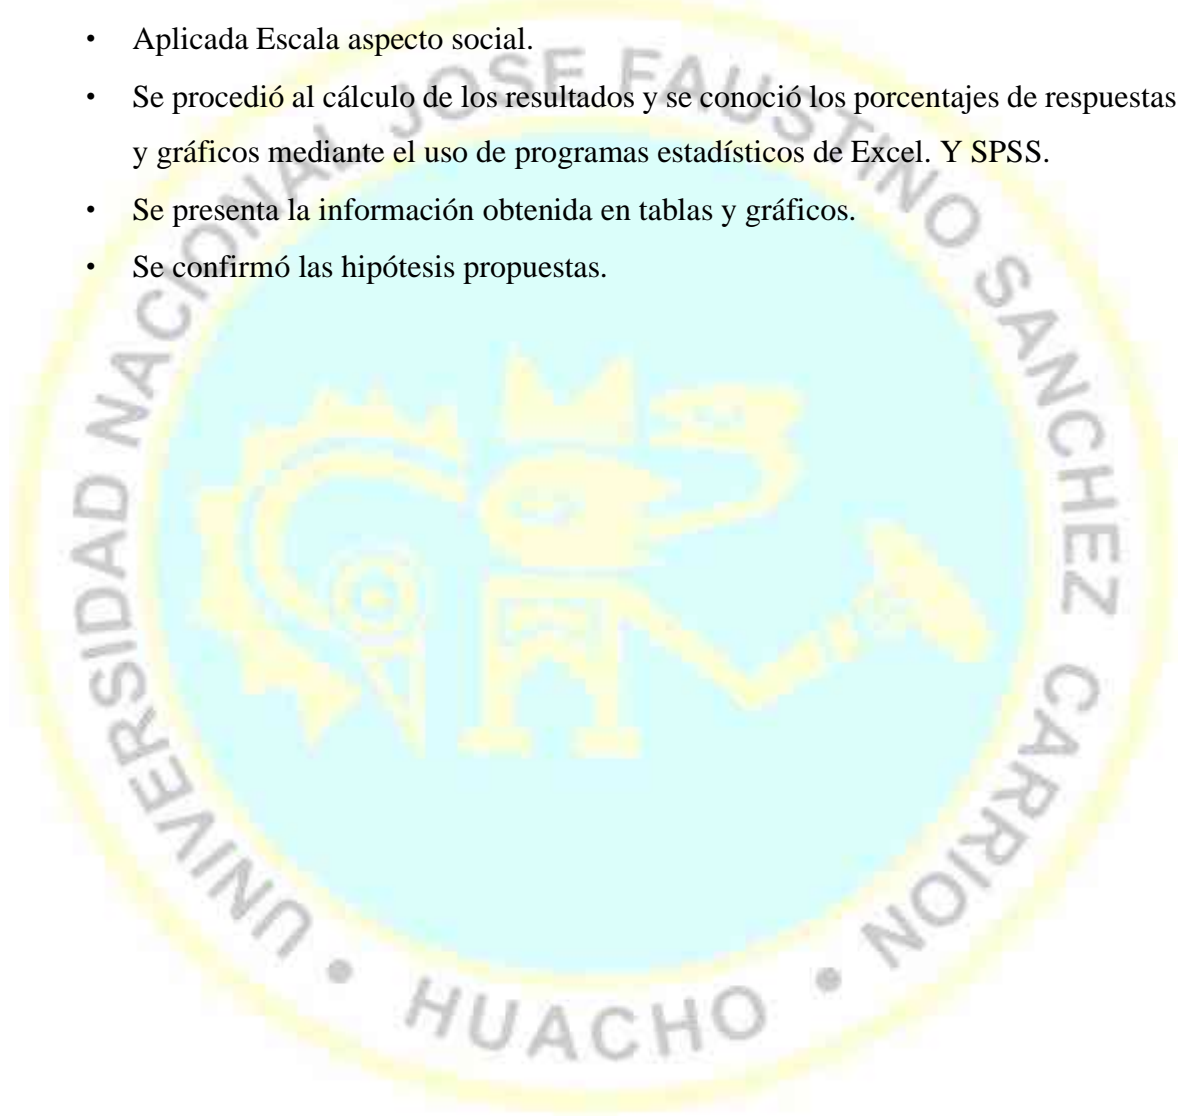 • Aplicada Escala aspecto social.
• Se procedió al cálculo de los resultados y se conoció los porcentajes de respuestas
y gráficos mediante el uso de programas estadísticos de Excel. Y SPSS.
• Se presenta la información obtenida en tablas y gráficos.
• Se confirmó las hipótesis propuestas.
UNIVERSIDAD NACIONAL JOSE FAUSTINO SANCHEZ CARRION
• HUACHO •